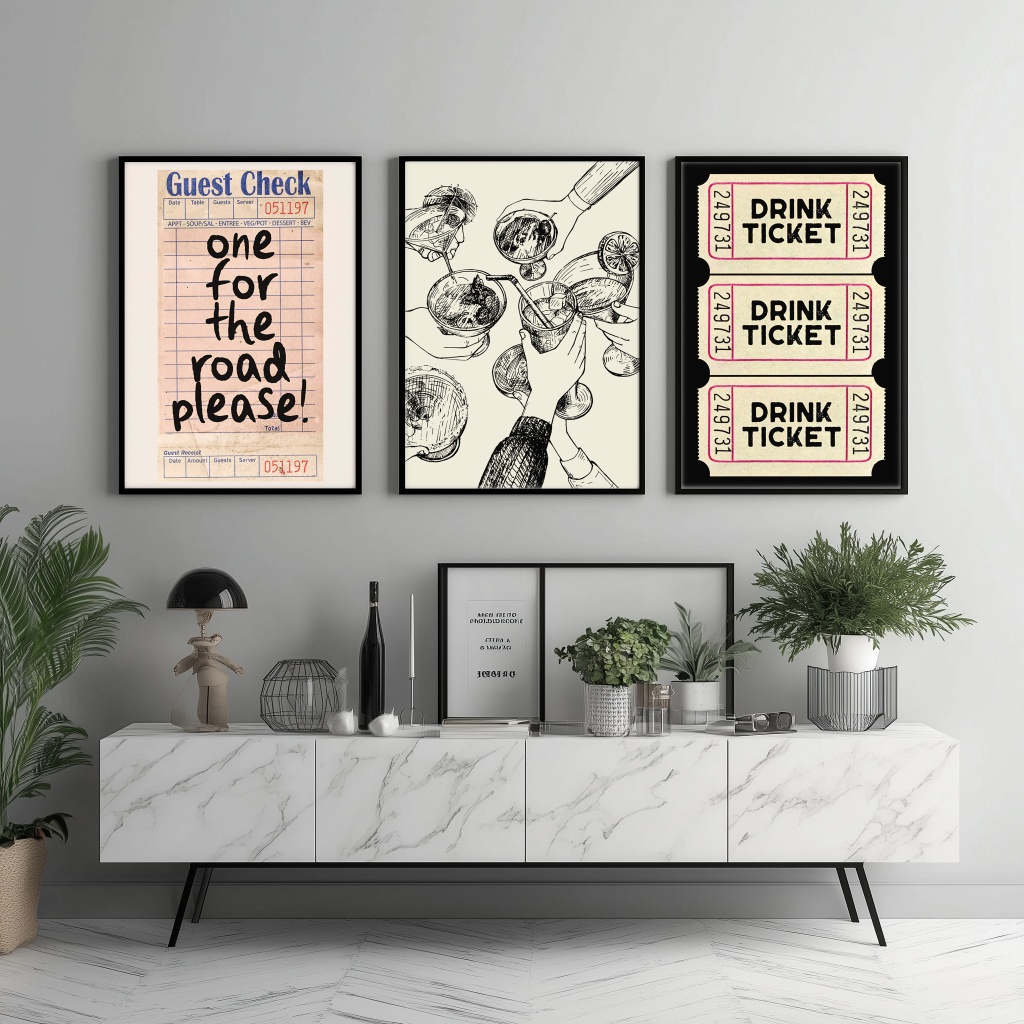 Guest Check
Date Table Guests Server 051197
APPT - SOUP/SAL - ENTREE - VEG/POT - DESSERT - BEV
one
for
the
road
please!
Total
Guest Receipt
Date Amount Guests Server 051197
249731 DRINK TICKET 249731
249731 DRINK TICKET 249731
249731 DRINK TICKET 249731